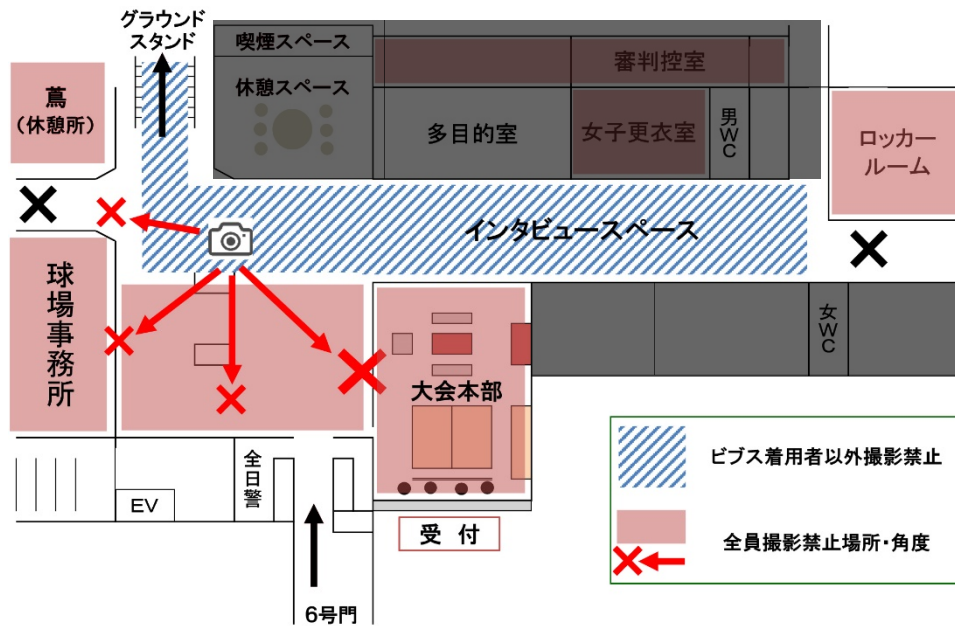 グラウンド
スタンド
喫煙スペース
審判控室
蔦
(休憩所)
休憩スペース
多目的室
女子更衣室
男WC
ロッカー
ルーム
インタビュースペース
球場事務所
大会本部
女WC
全日警
EV
受 付
6号門
ビブス着用者以外撮影禁止
全員撮影禁止場所・角度